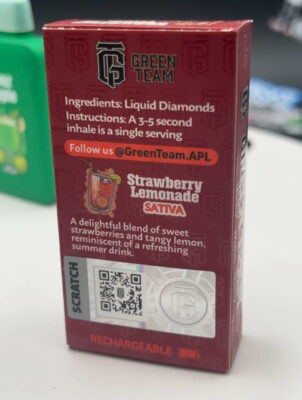 GREEN
TEAM
Ingredients: Liquid Diamonds
Instructions: A 3-5 second
inhale is a single serving
Follow us @GreenTeam.APL
Strawberry
Lemonade
SATIVA
A delightful blend of sweet
strawberries and tangy lemon,
reminiscent of a refreshing
summer drink.
SCRATCH
RECHARGEABLE